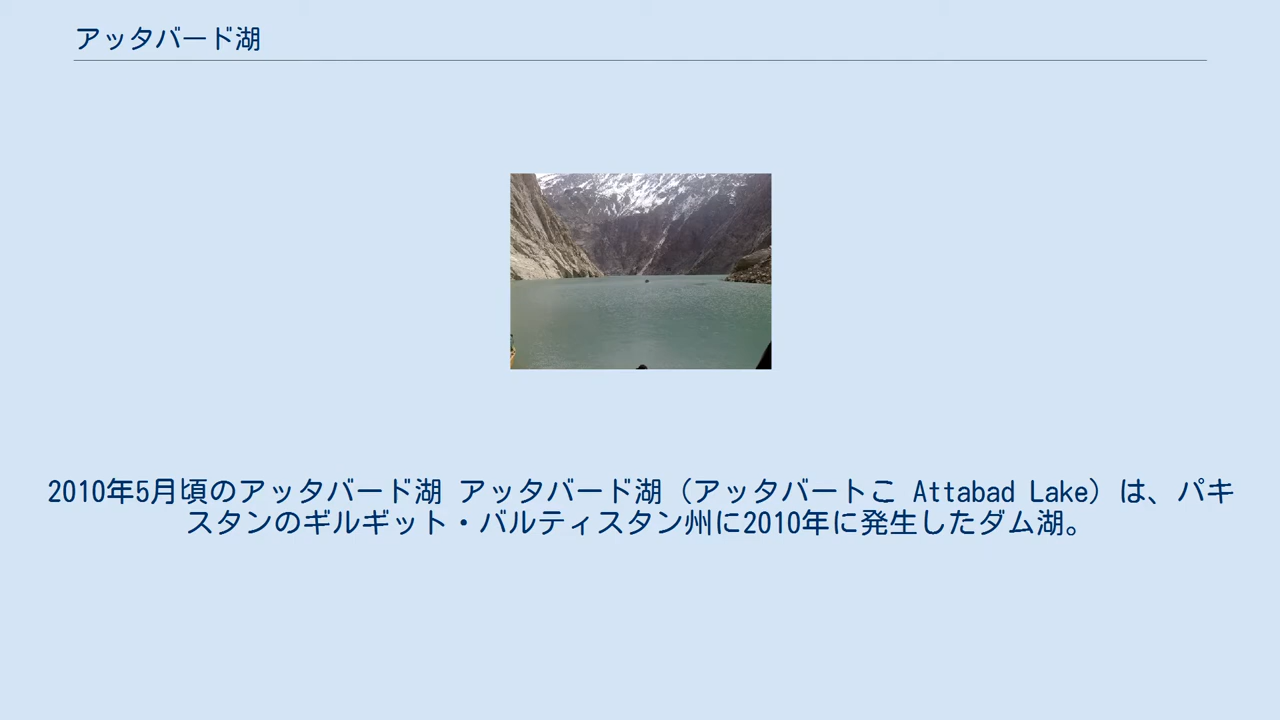 アッタバード湖
2010年5月頃のアッタバード湖 アッタバード湖（アッタバートこ Attabad Lake）は、パキ
スタンのギルギット・バルティスタン州に2010年に発生したダム湖。